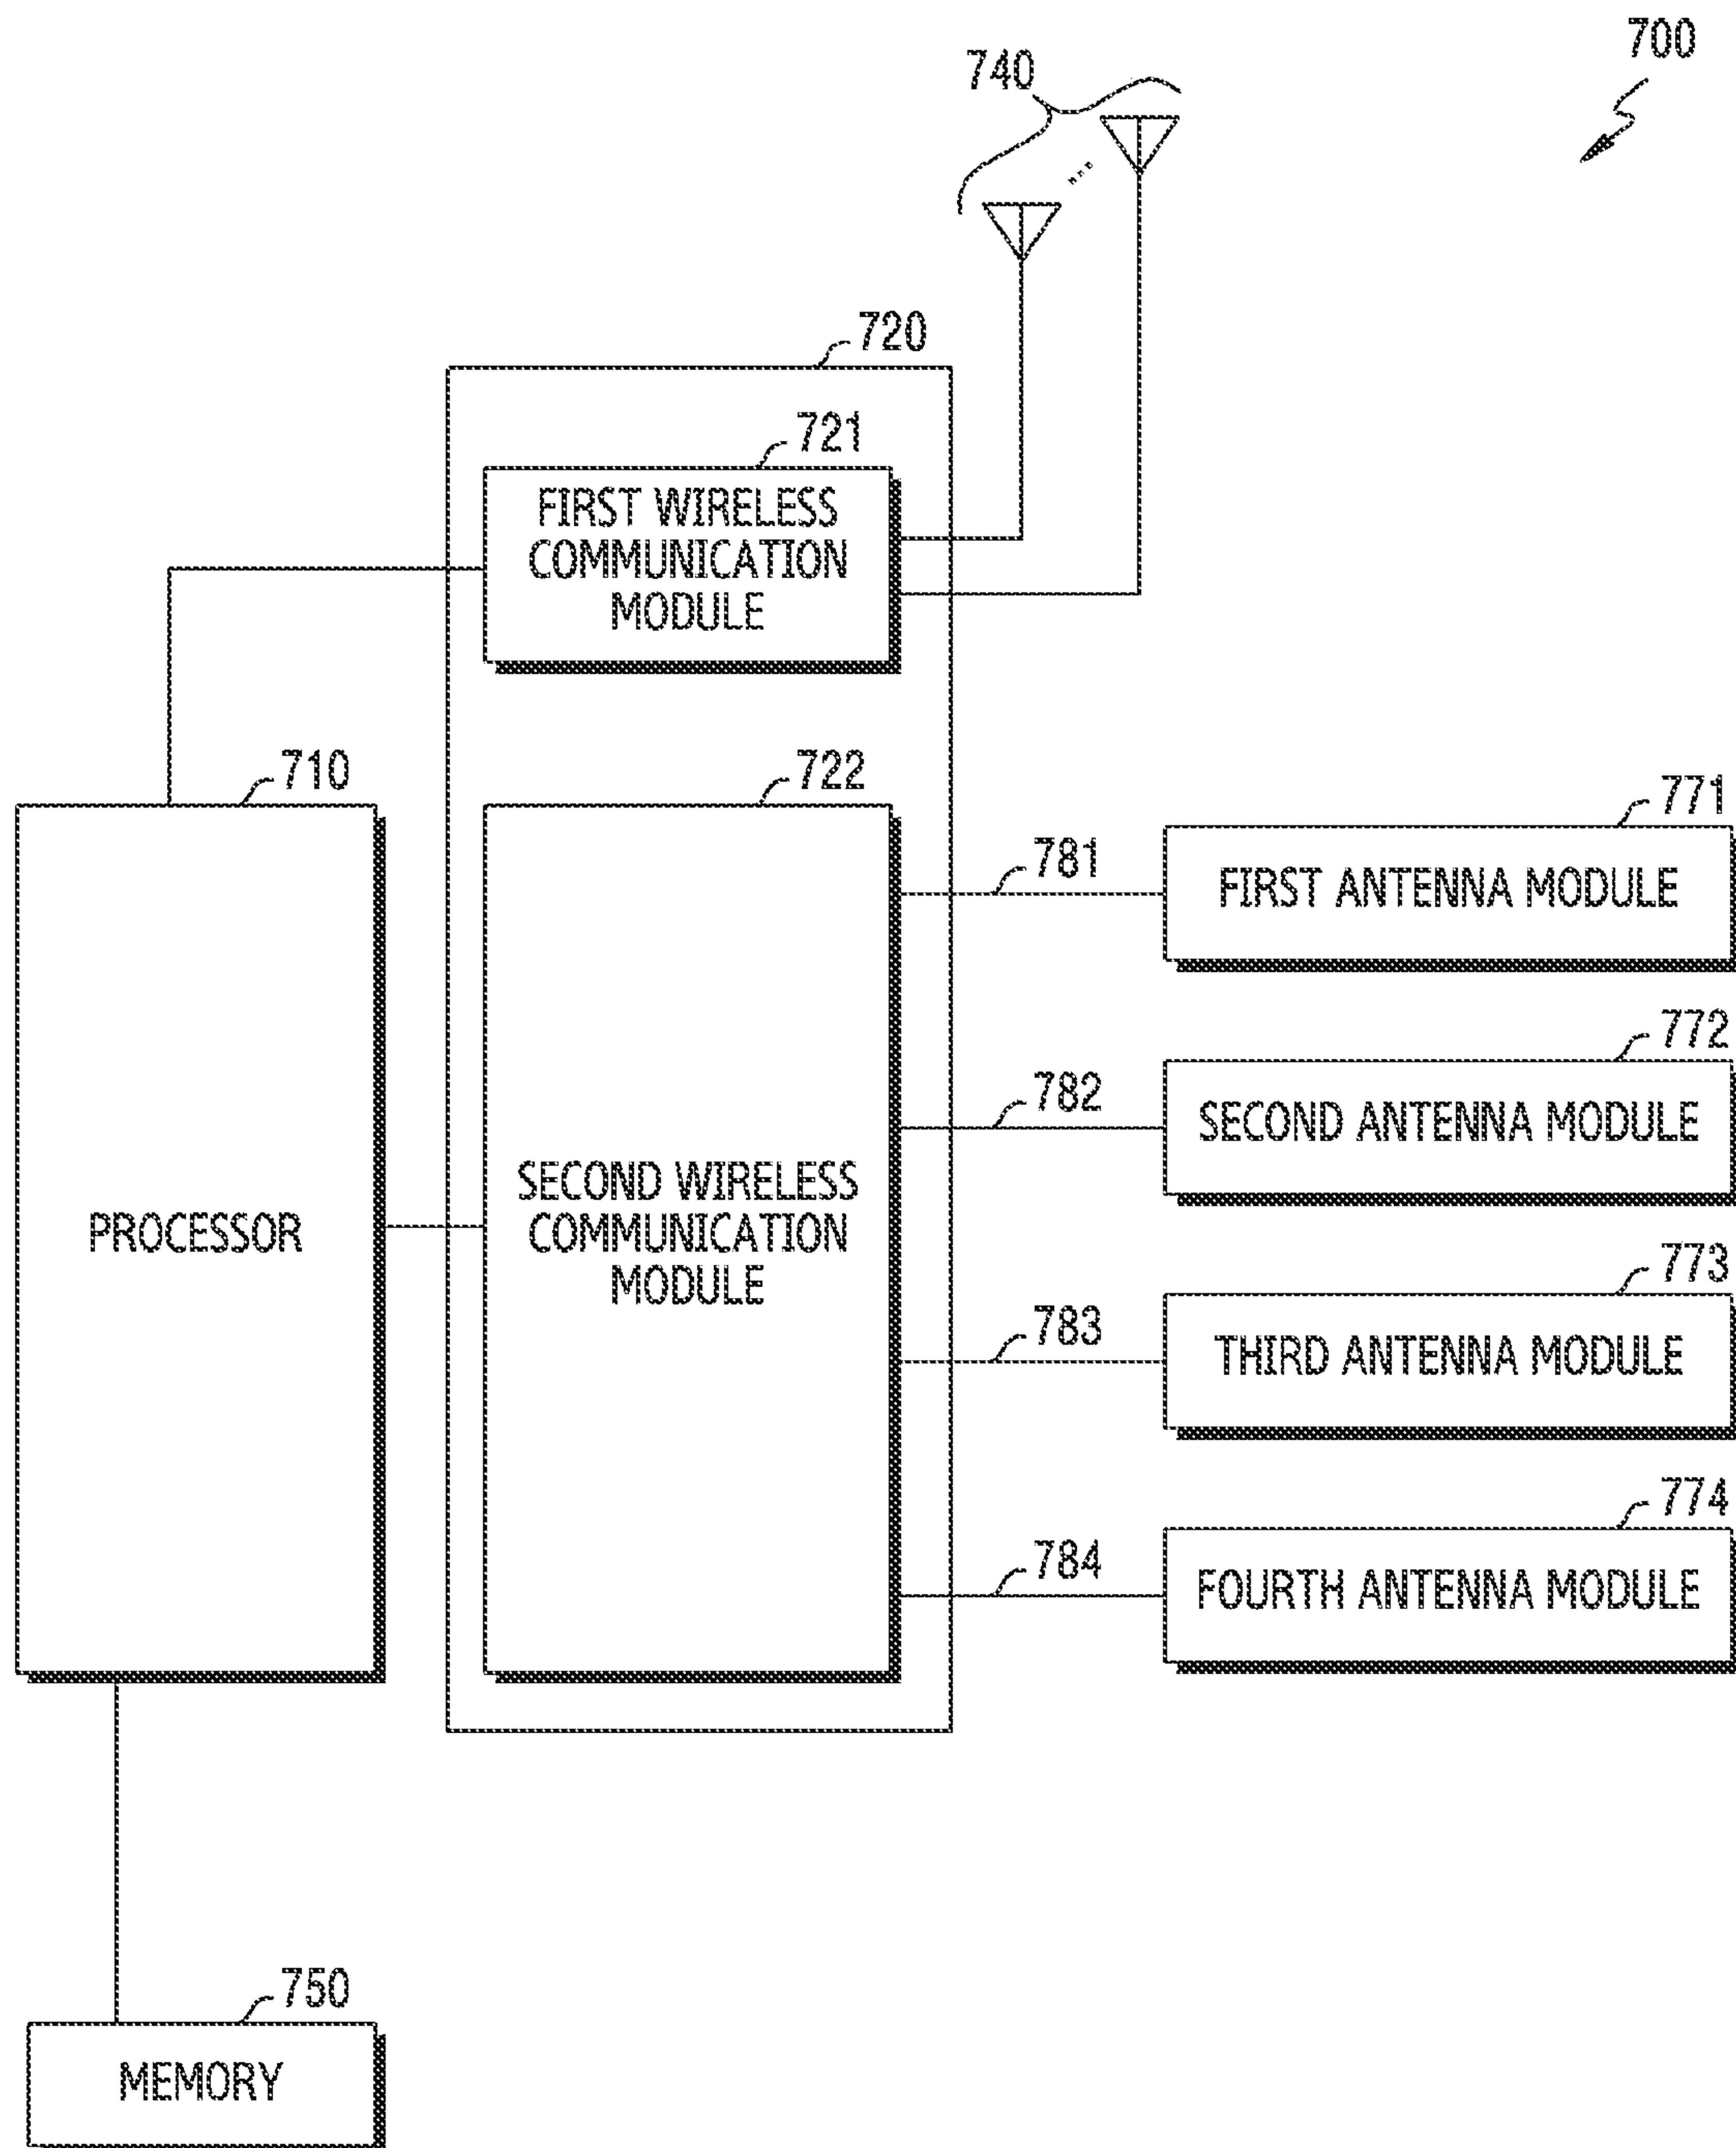 700
740
720
721
FIRST WIRELESS
COMMUNICATION
MODULE
710
PROCESSOR
722
SECOND WIRELESS
COMMUNICATION
MODULE
781
771
FIRST ANTENNA MODULE
782
772
SECOND ANTENNA MODULE
783
773
THIRD ANTENNA MODULE
784
774
FOURTH ANTENNA MODULE
750
MEMORY